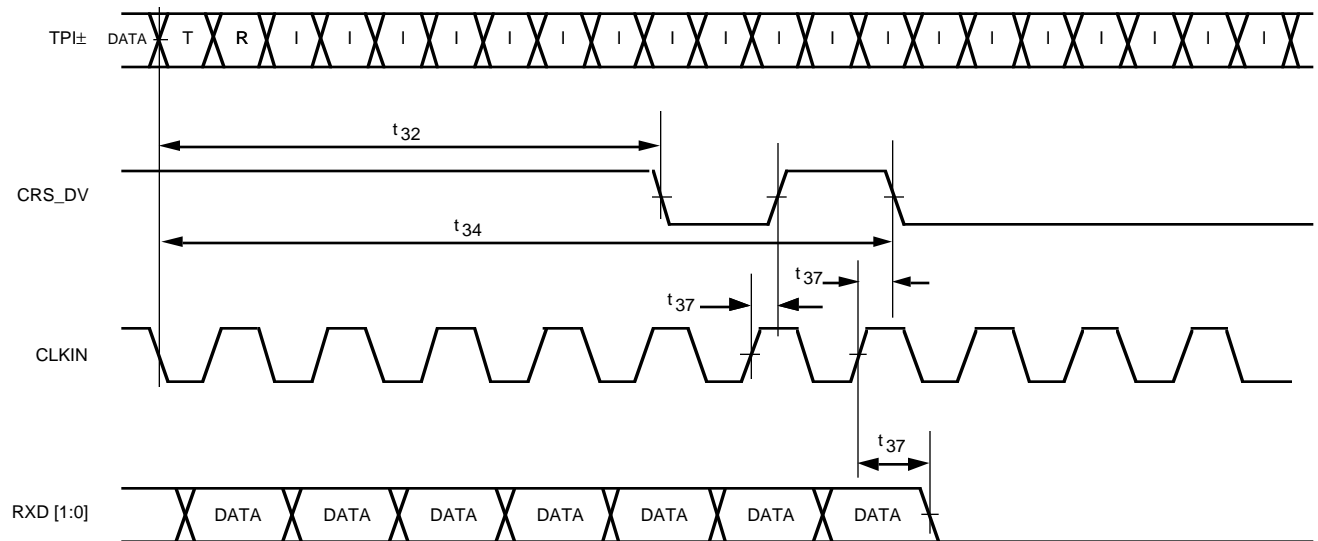 TPI± DATA T R I I I I I I I I I I I I I I I I I I I
t32
CRS_DV
t34
t37
t37
CLKIN
t37
RXD [1:0] DATA DATA DATA DATA DATA DATA DATA